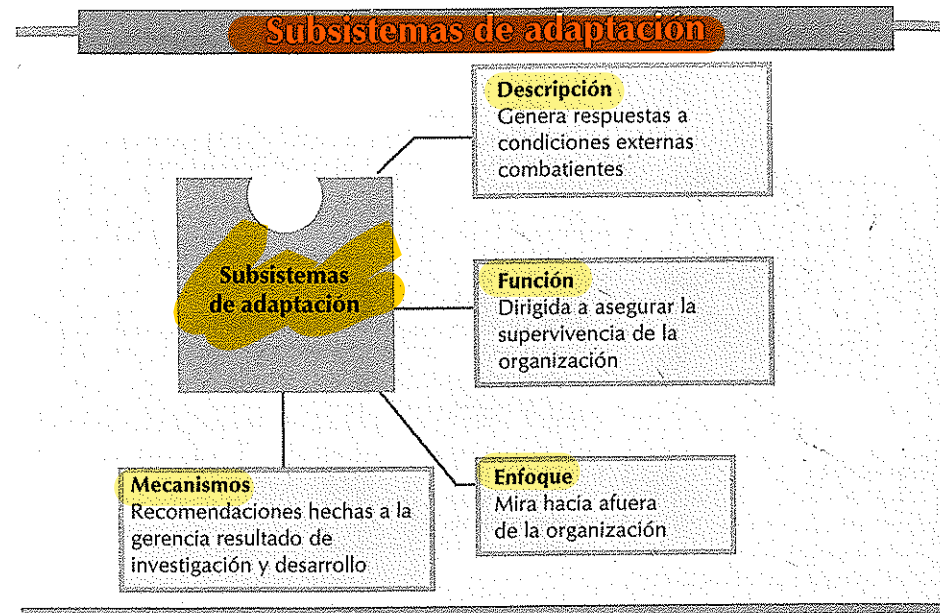 Subsistemas de adaptación
Descripción
Genera respuestas a
condiciones externas
combatientes
Subsistemas
de adaptación
Función
Dirigida a asegurar la
supervivencia de la
organización
Mecanismos
Recomendaciones hechas a la
gerencia resultado de
investigación y desarrollo
Enfoque
Mira hacia afuera
de la organización